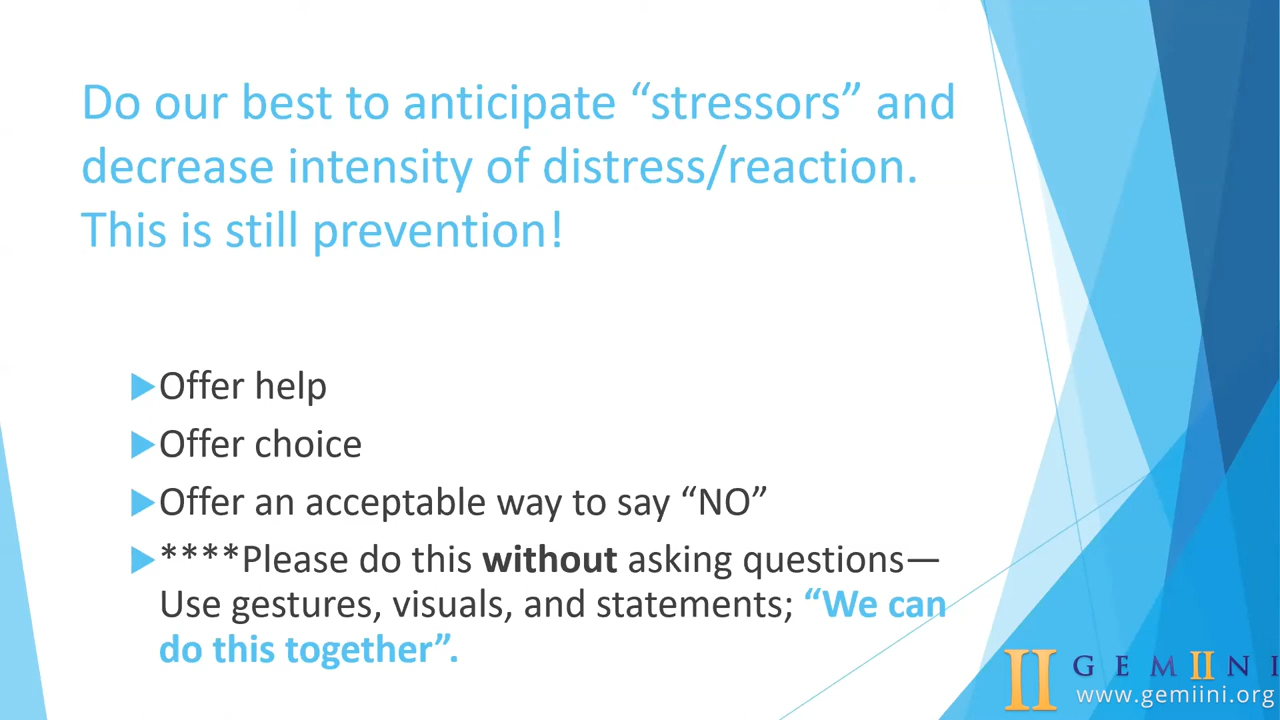 Do our best to anticipate “stressors” and
decrease intensity of distress/reaction.
This is still prevention!
Offer help
Offer choice
Offer an acceptable way to say “NO”
****Please do this without asking questions—
Use gestures, visuals, and statements; “We can
do this together”.
II GEMIINI
www.gemiini.org